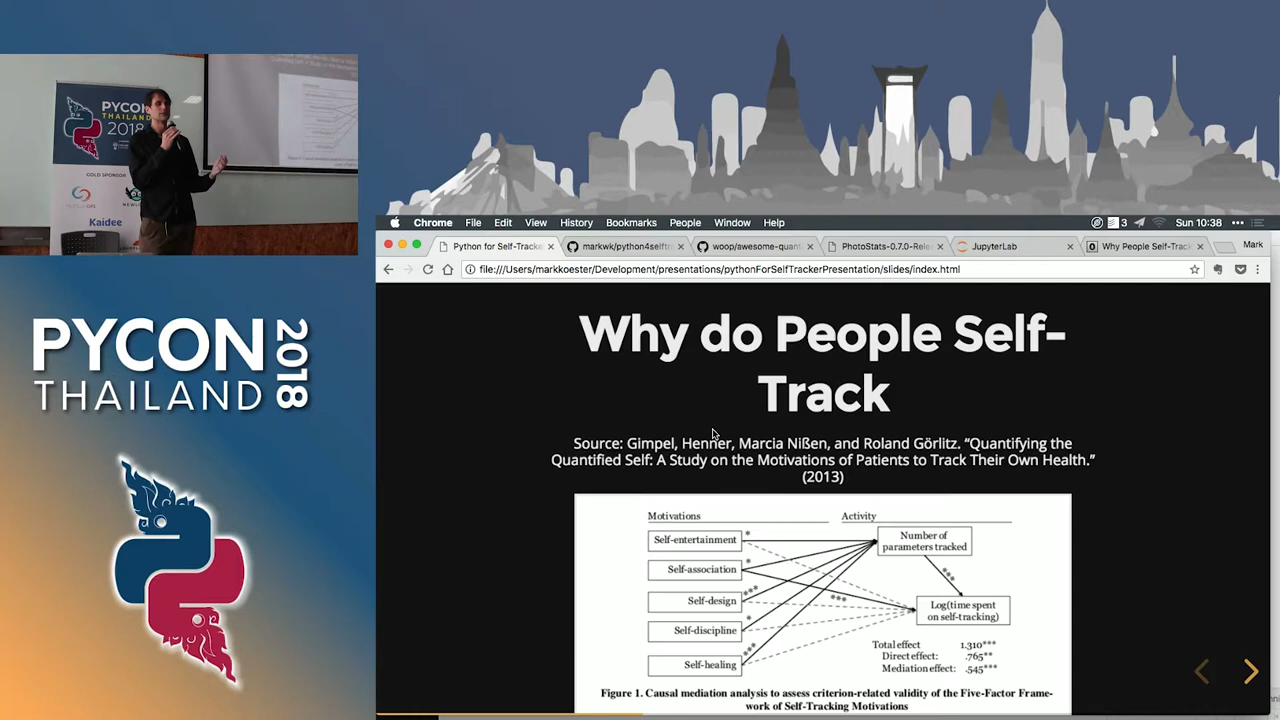 PYCON
THAILAND
2018
GOLD SPONSOR
Kaidee
PYCON
THAILAND
2018
Chrome File Edit View History Bookmarks People Window Help
3 Sun 10:38
Python for Self-Tracke
markwk/python4selftr
woop/awesome-quant
PhotoStats-0.7.0-Rele
JupyterLab
Why People Self-Track
Mark
file:///Users/markkoester/Development/presentations/pythonForSelfTrackerPresentation/slides/index.html
Why do People Self-
Track
Source: Gimpel, Henner, Marcia Nißen, and Roland Görlitz. “Quantifying the
Quantified Self: A Study on the Motivations of Patients to Track Their Own Health.”
(2013)
Motivations Activity
Self-entertainment *
Self-association *
Self-design ***
Self-discipline *
Self-healing ***
Number of
parameters tracked
***
***
Log(time spent
on self-tracking)
Total effect 1.310***
Direct effect: .765**
Mediation effect: .545***
Figure 1. Causal mediation analysis to assess criterion-related validity of the Five-Factor Frame-
work of Self-Tracking Motivations